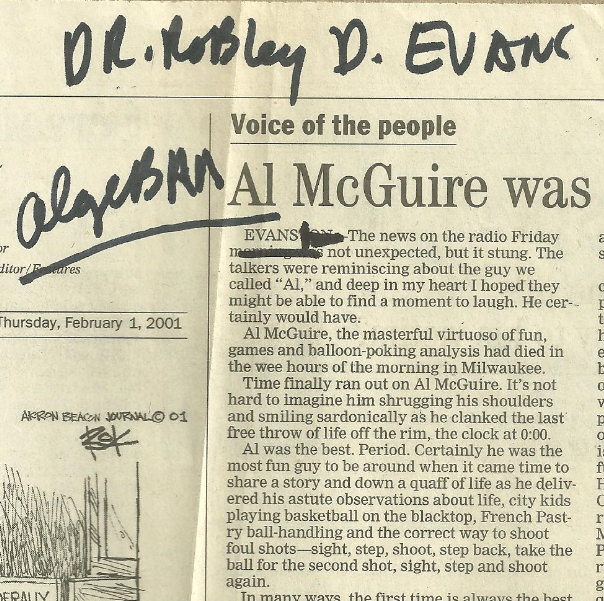 DR. Robley D. EVANS
Voice of the people
algeBRA
Al McGuire was
EVANS The news on the radio Friday
not unexpected, but it stung. The
talkers were reminiscing about the guy we
called "Al," and deep in my heart I hoped they
might be able to find a moment to laugh. He cer-
tainly would have.
Al McGuire, the masterful virtuoso of fun,
games and balloon-poking analysis had died in
the wee hours of the morning in Milwaukee.
Time finally ran out on Al McGuire. It's not
hard to imagine him shrugging his shoulders
and smiling sardonically as he clanked the last
free throw of life off the rim, the clock at 0:00.
Al was the best. Period. Certainly he was the
most fun guy to be around when it came time to
share a story and down a quaff of life as he deliv-
ered his astute observations about life, city kids
playing basketball on the blacktop, French Past-
ry ball-handling and the correct way to shoot
foul shots—sight, step, shoot, step back, take the
ball for the second shot, sight, step and shoot
again.
In many ways, the first time is always the best
or
ditor/Features
Thursday, February 1, 2001
AKRON BEACON JOURNAL © 01
BOK
DERALLY